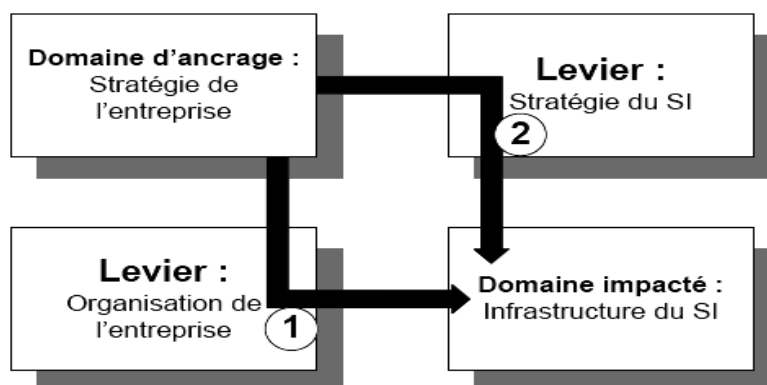 Domaine d'ancrage :
Stratégie de
l'entreprise
Levier :
Stratégie du SI
2
Levier :
Organisation de
l'entreprise
1
Domaine impacté :
Infrastructure du SI